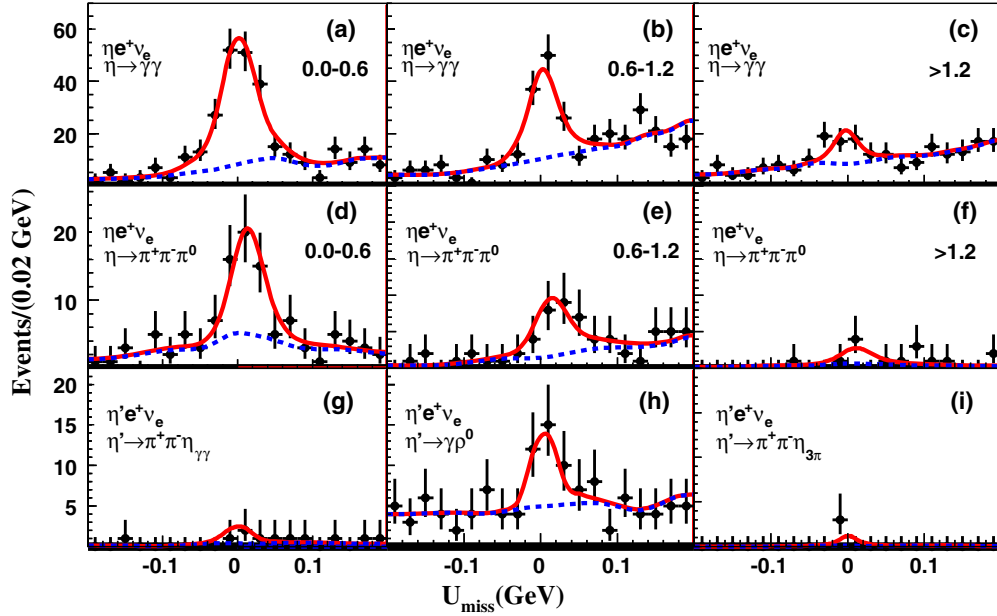 60
40
20
(a)
ηe⁺νₑ
η→γγ
0.0-0.6
(b)
ηe⁺νₑ
η→γγ
0.6-1.2
(c)
ηe⁺νₑ
η→γγ
>1.2
20
10
(d)
ηe⁺νₑ
η→π⁺π⁻π⁰
0.0-0.6
(e)
ηe⁺νₑ
η→π⁺π⁻π⁰
0.6-1.2
(f)
ηe⁺νₑ
η→π⁺π⁻π⁰
>1.2
20
15
10
5
(g)
η'e⁺νₑ
η'→π⁺π⁻ηγγ
(h)
η'e⁺νₑ
η'→γρ⁰
(i)
η'e⁺νₑ
η'→π⁺π⁻η₃π
-0.1 0 0.1
-0.1 0 0.1
-0.1 0 0.1
Events/(0.02 GeV)
U_miss(GeV)